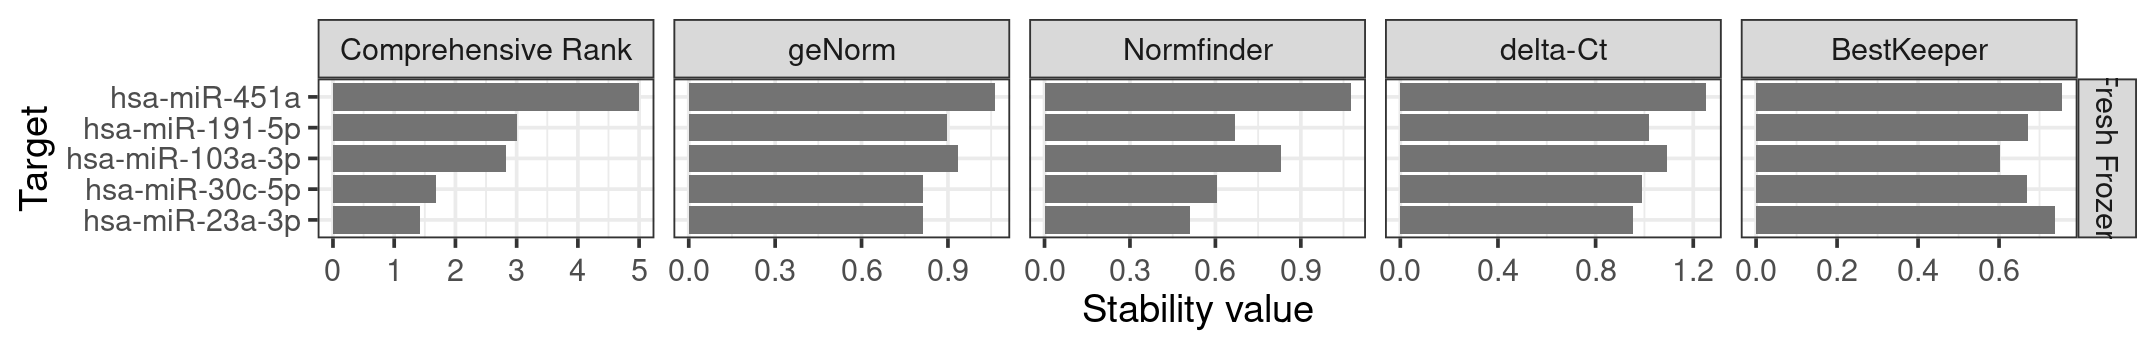 Comprehensive Rank
geNorm
Normfinder
delta-Ct
BestKeeper
Target
hsa-miR-451a
hsa-miR-191-5p
hsa-miR-103a-3p
hsa-miR-30c-5p
hsa-miR-23a-3p
Fresh Frozen
0 1 2 3 4 5
0.0 0.3 0.6 0.9
0.0 0.3 0.6 0.9
0.0 0.4 0.8 1.2
0.0 0.2 0.4 0.6
Stability value